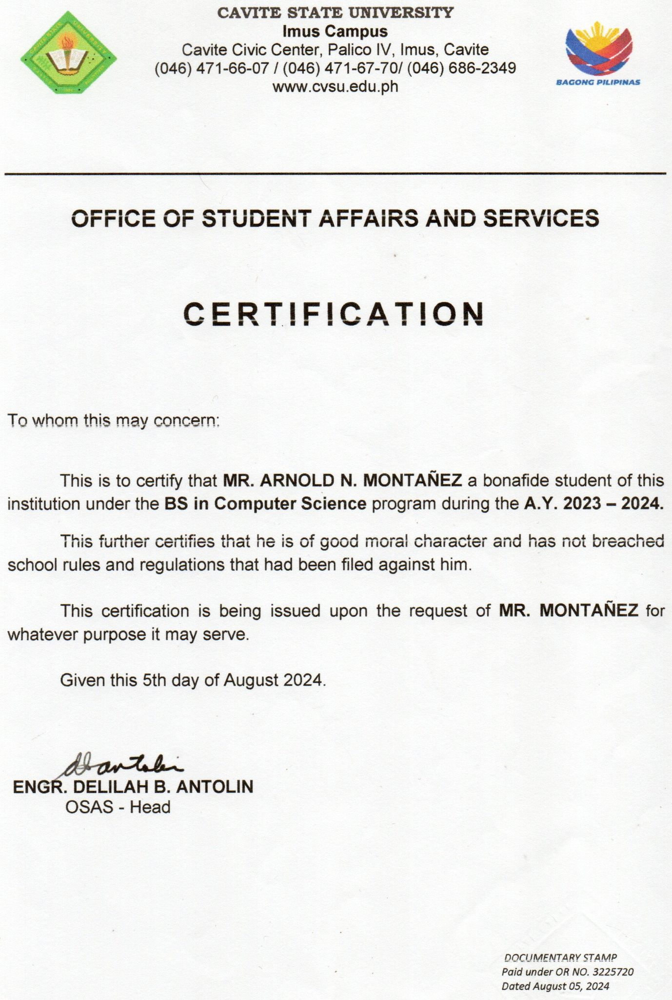 CAVITE STATE UNIVERSITY
Imus Campus
Cavite Civic Center, Palico IV, Imus, Cavite
(046) 471-66-07 / (046) 471-67-70/ (046) 686-2349
www.cvsu.edu.ph
CAVITE STATE UNIVERSITY
BAGONG PILIPINAS
OFFICE OF STUDENT AFFAIRS AND SERVICES
CERTIFICATION
To whom this may concern:
This is to certify that MR. ARNOLD N. MONTAÑEZ a bonafide student of this
institution under the BS in Computer Science program during the A.Y. 2023 – 2024.
This further certifies that he is of good moral character and has not breached
school rules and regulations that had been filed against him.
This certification is being issued upon the request of MR. MONTAÑEZ for
whatever purpose it may serve.
Given this 5th day of August 2024.
dbantolin
ENGR. DELILAH B. ANTOLIN
OSAS - Head
DOCUMENTARY STAMP
Paid under OR NO. 3225720
Dated August 05, 2024